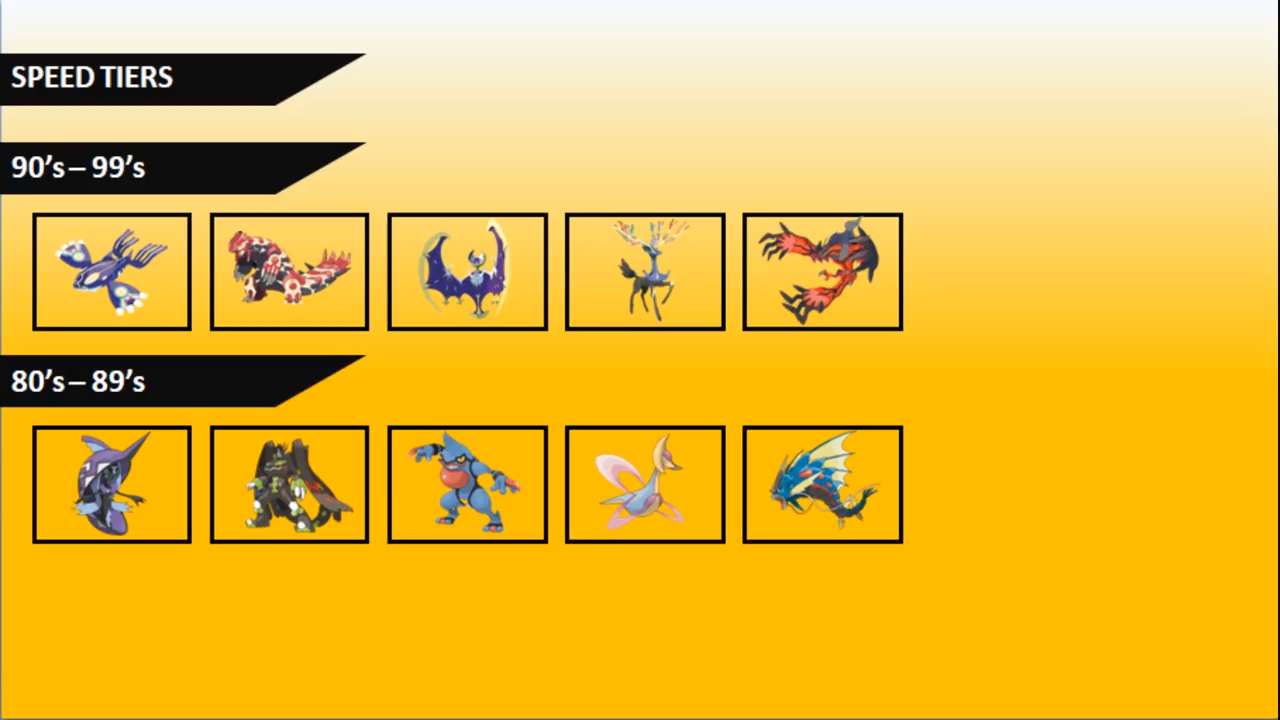 SPEED TIERS
90’s – 99’s
80’s – 89’s